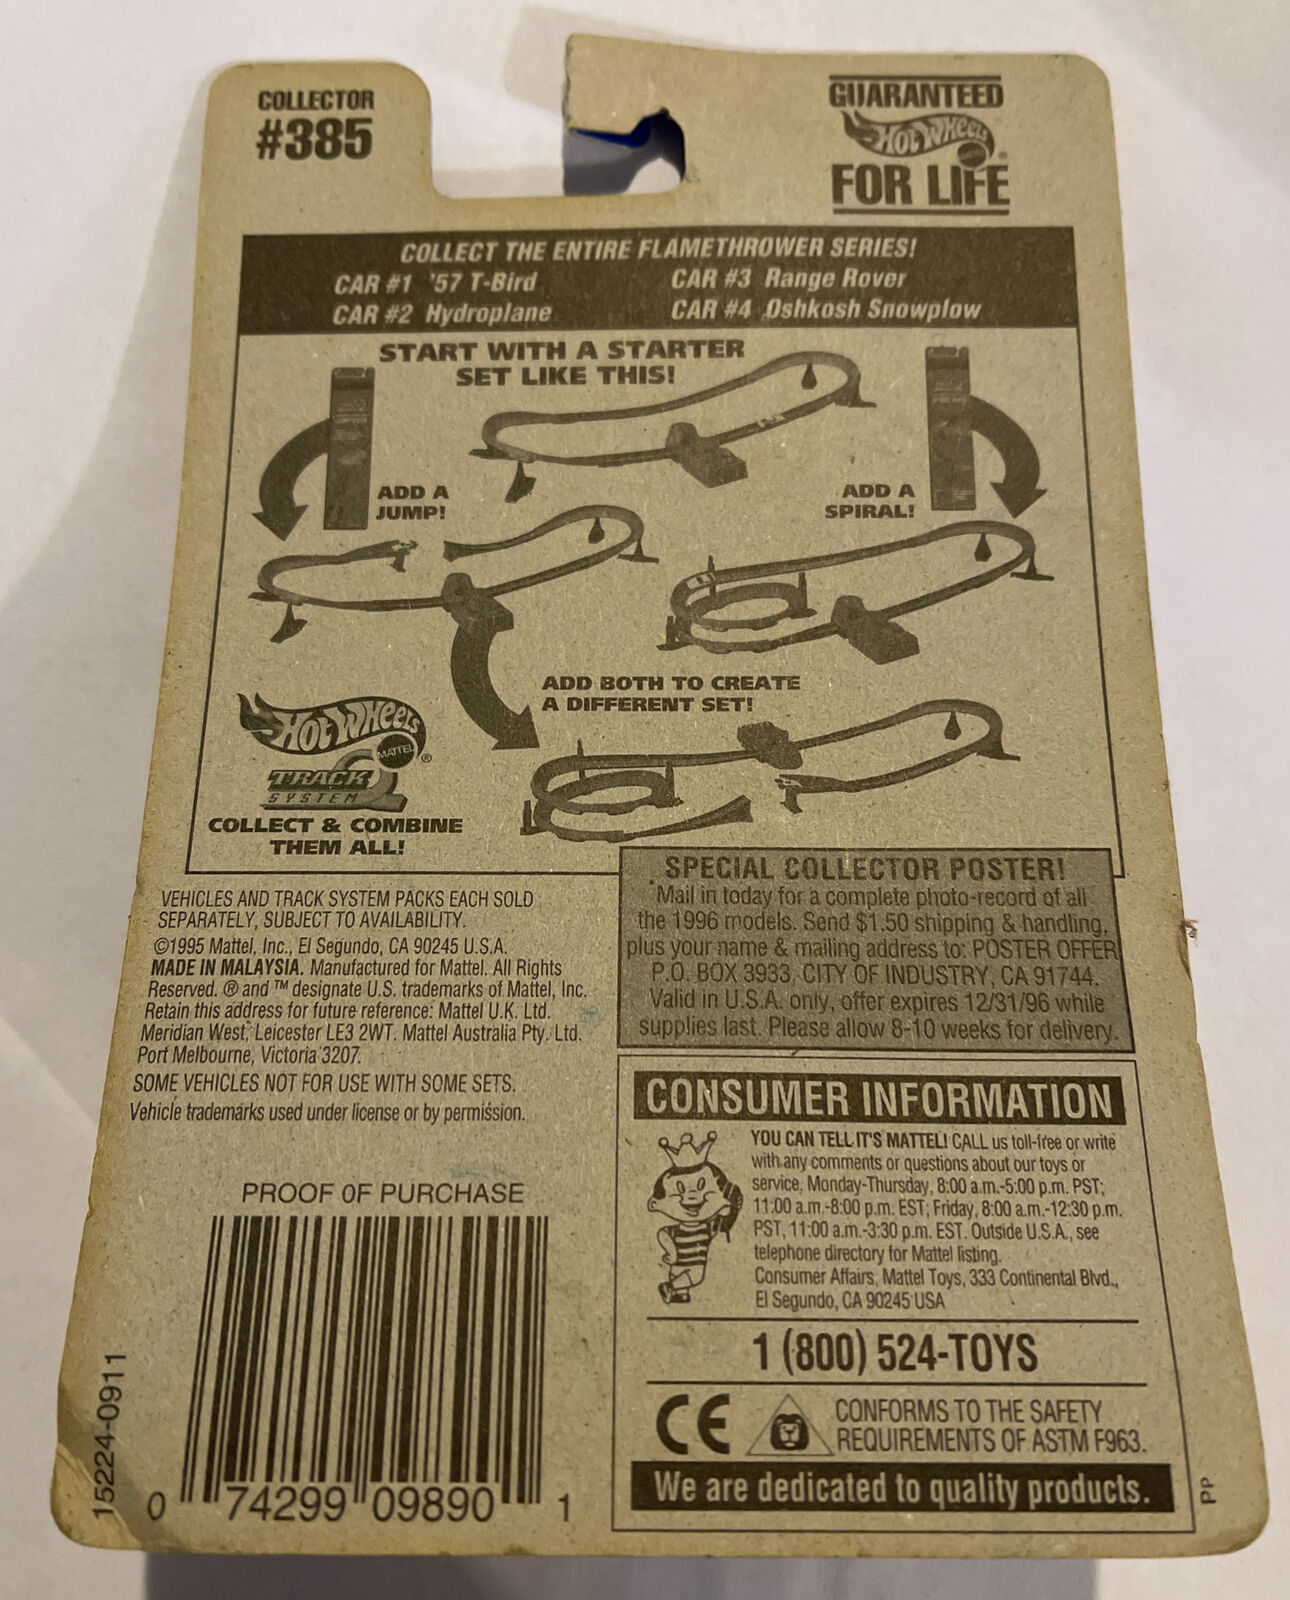 COLLECTOR
#385
GUARANTEED
HOT WHEELS
®
FOR LIFE
COLLECT THE ENTIRE FLAMETHROWER SERIES!
CAR #1 '57 T-Bird
CAR #2 Hydroplane
CAR #3 Range Rover
CAR #4 Oshkosh Snowplow
START WITH A STARTER
SET LIKE THIS!
ADD A
JUMP!
ADD A
SPIRAL!
ADD BOTH TO CREATE
A DIFFERENT SET!
HOT WHEELS
MATTEL ®
TRACK
SYSTEM
COLLECT & COMBINE
THEM ALL!
VEHICLES AND TRACK SYSTEM PACKS EACH SOLD
SEPARATELY, SUBJECT TO AVAILABILITY.
©1995 Mattel, Inc., El Segundo, CA 90245 U.S.A.
MADE IN MALAYSIA. Manufactured for Mattel. All Rights
Reserved. ® and ™ designate U.S. trademarks of Mattel, Inc.
Retain this address for future reference: Mattel U.K. Ltd.
Meridian West, Leicester LE3 2WT. Mattel Australia Pty. Ltd.
Port Melbourne, Victoria 3207.
SOME VEHICLES NOT FOR USE WITH SOME SETS.
Vehicle trademarks used under license or by permission.
SPECIAL COLLECTOR POSTER!
Mail in today for a complete photo-record of all
the 1996 models. Send $1.50 shipping & handling,
plus your name & mailing address to: POSTER OFFER
P.O. BOX 3933, CITY OF INDUSTRY, CA 91744.
Valid in U.S.A. only, offer expires 12/31/96 while
supplies last. Please allow 8-10 weeks for delivery.
CONSUMER INFORMATION
YOU CAN TELL IT'S MATTEL! CALL us toll-free or write
with any comments or questions about our toys or
service, Monday-Thursday, 8:00 a.m.-5:00 p.m. PST;
11:00 a.m.-8:00 p.m. EST; Friday, 8:00 a.m.-12:30 p.m.
PST, 11:00 a.m.-3:30 p.m. EST. Outside U.S.A., see
telephone directory for Mattel listing.
Consumer Affairs, Mattel Toys, 333 Continental Blvd.,
El Segundo, CA 90245 USA
1 (800) 524-TOYS
CE
CONFORMS TO THE SAFETY
REQUIREMENTS OF ASTM F963.
We are dedicated to quality products.
PP
PROOF OF PURCHASE
0 74299 09890 1
15224-0911